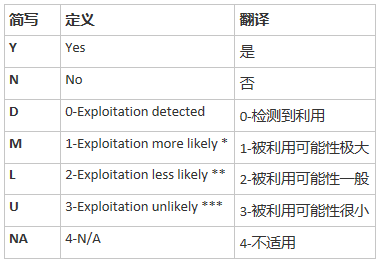 简写 定义 翻译
Y Yes 是
N No 否
D 0-Exploitation detected 0-检测到利用
M 1-Exploitation more likely * 1-被利用可能性极大
L 2-Exploitation less likely ** 2-被利用可能性一般
U 3-Exploitation unlikely *** 3-被利用可能性很小
NA 4-N/A 4-不适用